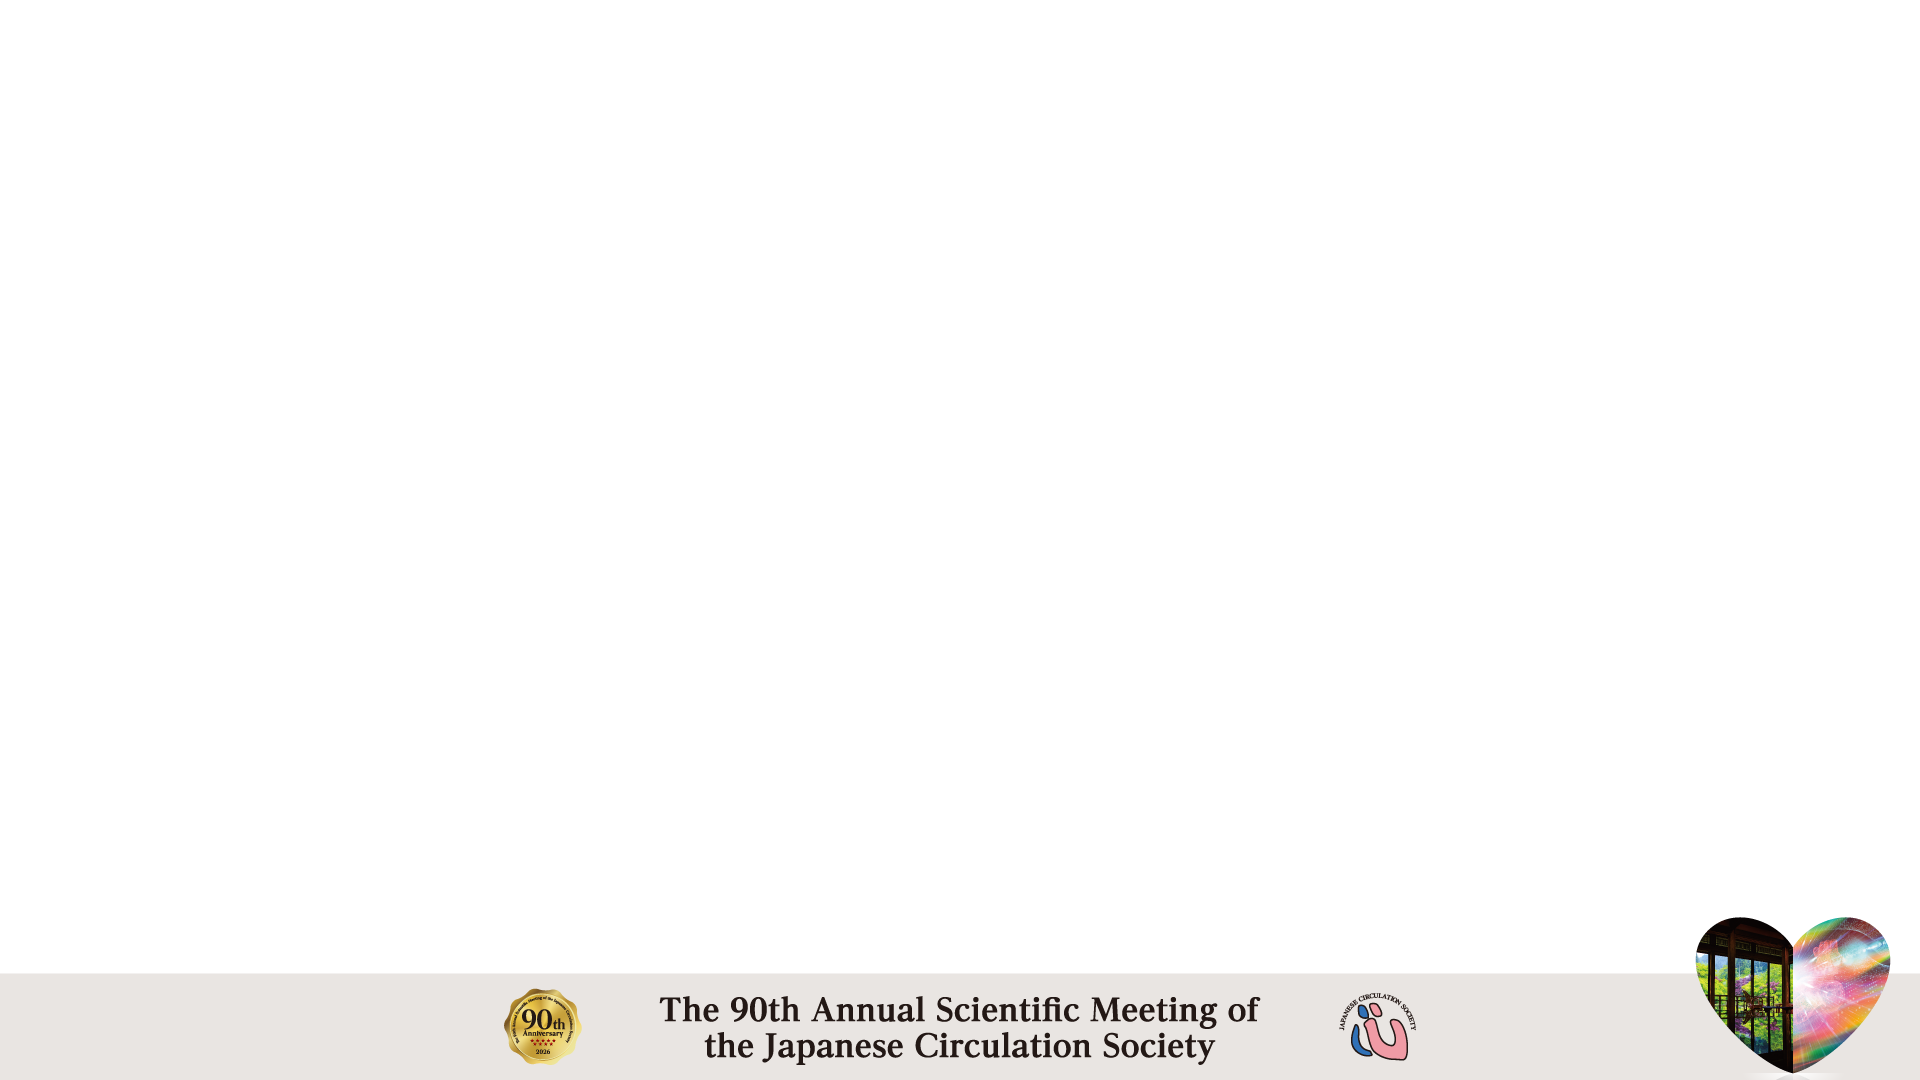 90th
Anniversary
2026
The 90th Annual Scientific Meeting of
the Japanese Circulation Society
JAPANESE CIRCULATION SOCIETY